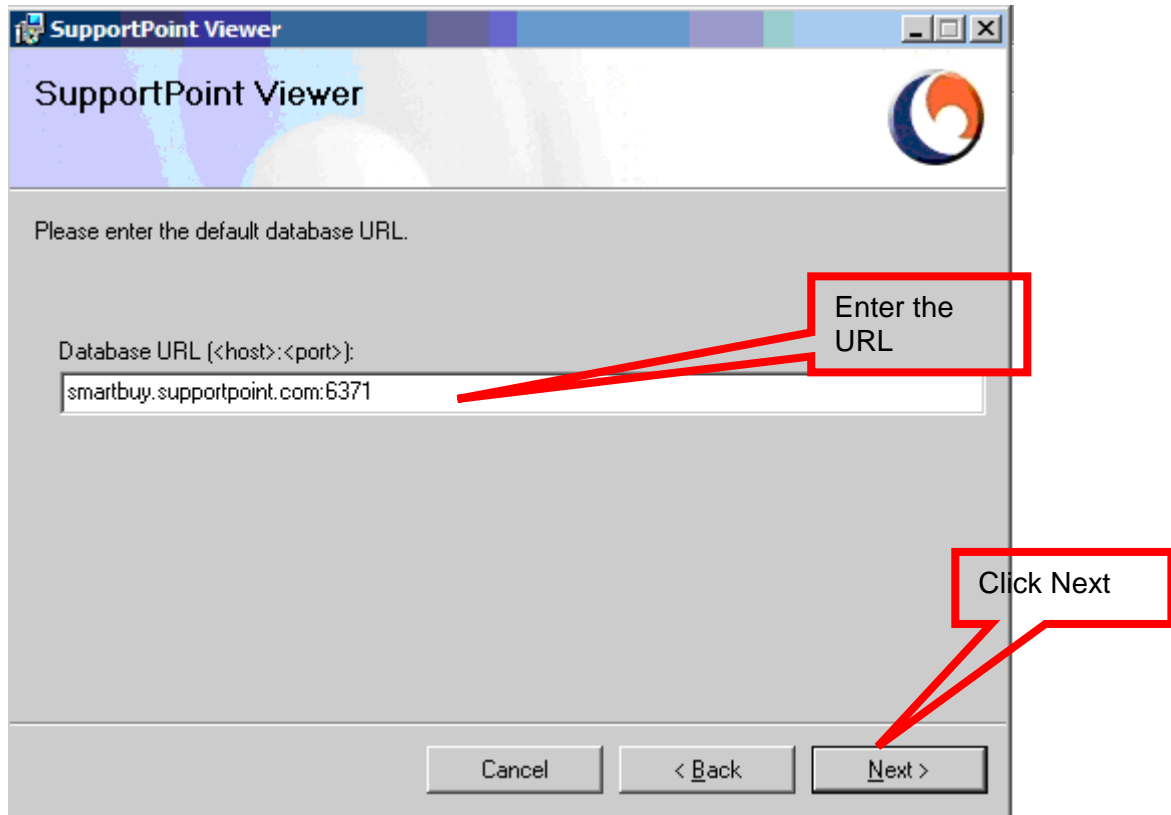 SupportPoint Viewer
SupportPoint Viewer
Please enter the default database URL.
Enter the
URL
Database URL (<host>:<port>):
smartbuy.supportpoint.com:6371
Click Next
Cancel
< Back
Next >